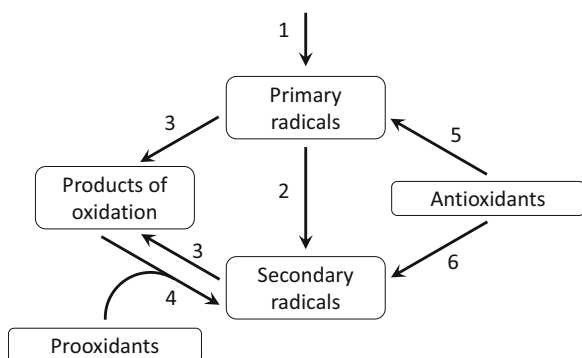 1
Primary
radicals
3
5
Products of
oxidation
2
Antioxidants
3
4
Secondary
radicals
6
Prooxidants